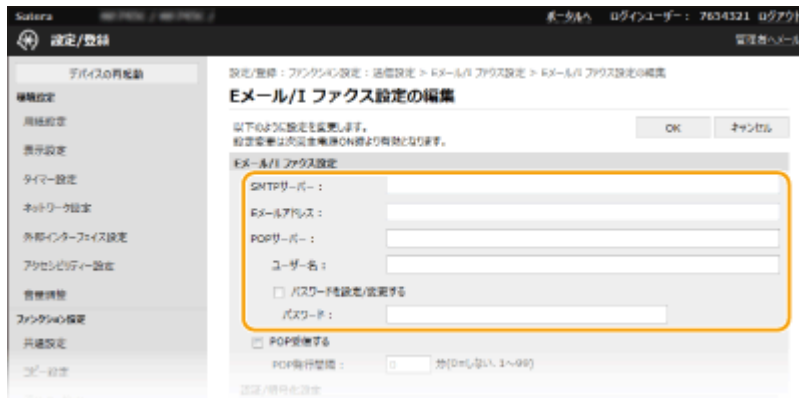 Satera
ポータルへ ログインユーザー： 7654321 ログアウト
設定/登録
管理者へメール
デバイスの再起動
環境設定
用紙設定
表示設定
タイマー設定
ネットワーク設定
外部インターフェイス設定
アクセシビリティー設定
音量調整
ファンクション設定
共通設定
コピー設定
設定/登録：ファンクション設定：送信設定 > Eメール/I ファクス設定 > Eメール/I ファクス設定の編集
Eメール/I ファクス設定の編集
以下のように設定を変更します。
設定変更は次回主電源ON時より有効となります。
OK
キャンセル
Eメール/I ファクス設定
SMTPサーバー：
Eメールアドレス：
POPサーバー：
ユーザー名：
パスワードを設定/変更する
パスワード：
POP受信する
POP発行間隔： 0 分(0=しない、1～99)
認証/暗号化設定